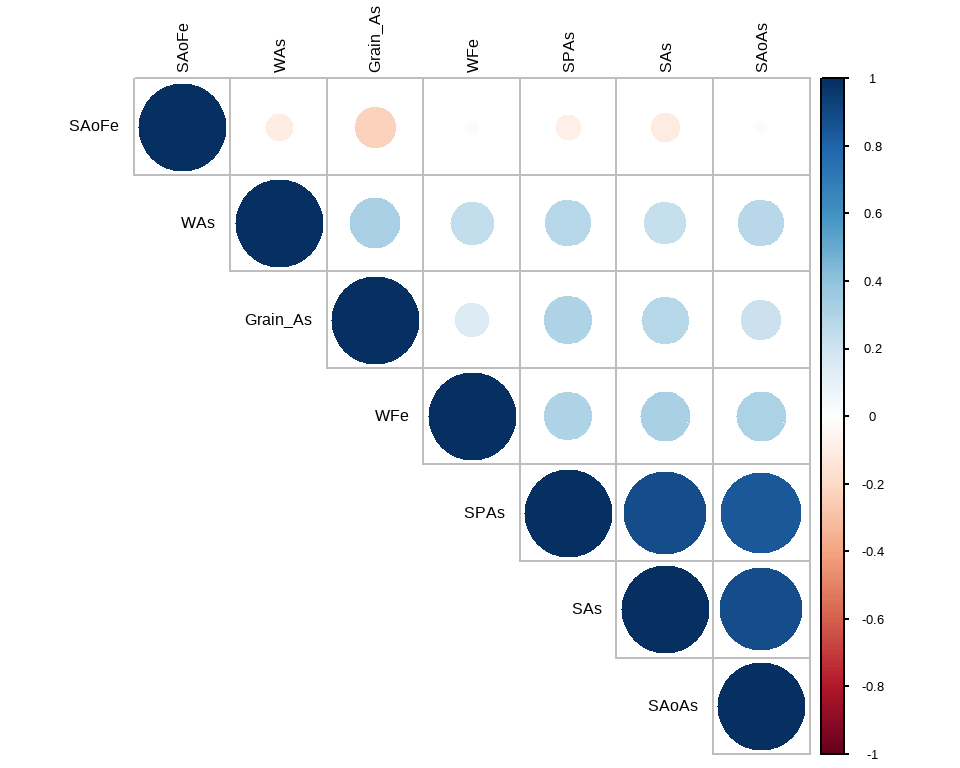 SAoFe
WAs
Grain_As
WFe
SPAs
SAs
SAoAs
SAoFe
WAs
Grain_As
WFe
SPAs
SAs
SAoAs
1
0.8
0.6
0.4
0.2
0
-0.2
-0.4
-0.6
-0.8
-1